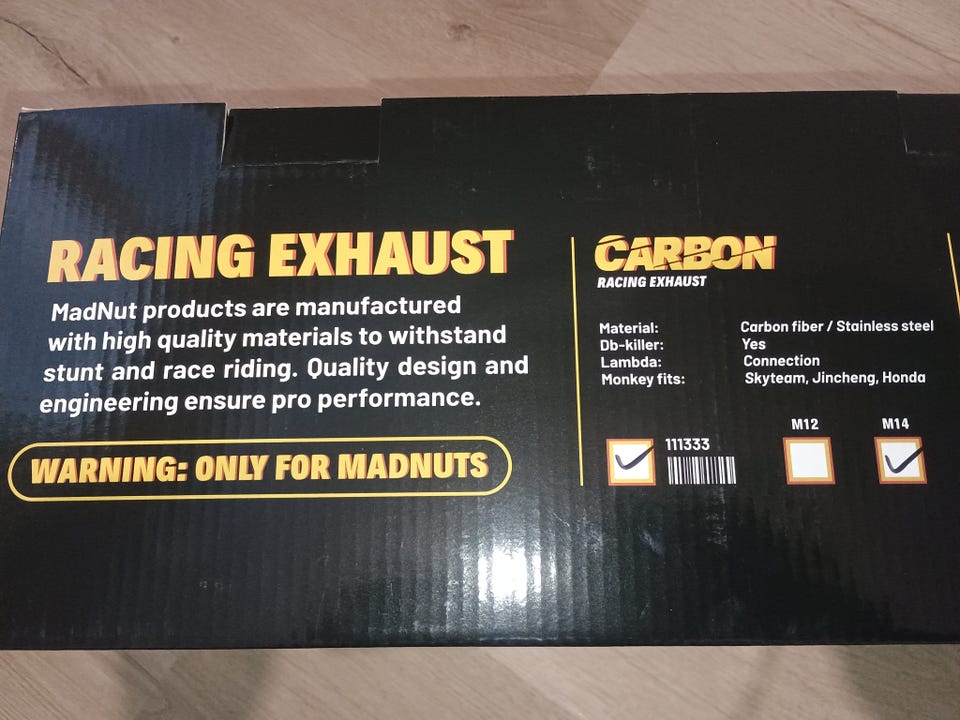 RACING EXHAUST
MadNut products are manufactured
with high quality materials to withstand
stunt and race riding. Quality design and
engineering ensure pro performance.
WARNING: ONLY FOR MADNUTS
CARBON
RACING EXHAUST
Material: Carbon fiber / Stainless steel
Db-killer: Yes
Lambda: Connection
Monkey fits: Skyteam, Jincheng, Honda
M12 M14
111333